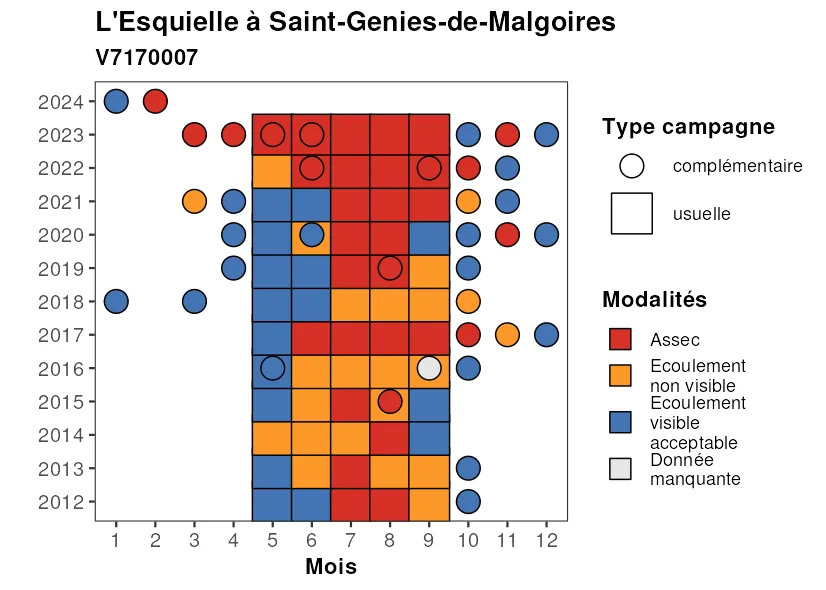 L'Esquielle à Saint-Genies-de-Malgoires
V7170007
2024
2023
2022
2021
2020
2019
2018
2017
2016
2015
2014
2013
2012
1 2 3 4 5 6 7 8 9 10 11 12
Mois
Type campagne
complémentaire
usuelle
Modalités
Assec
Ecoulement
non visible
Ecoulement
visible
acceptable
Donnée
manquante